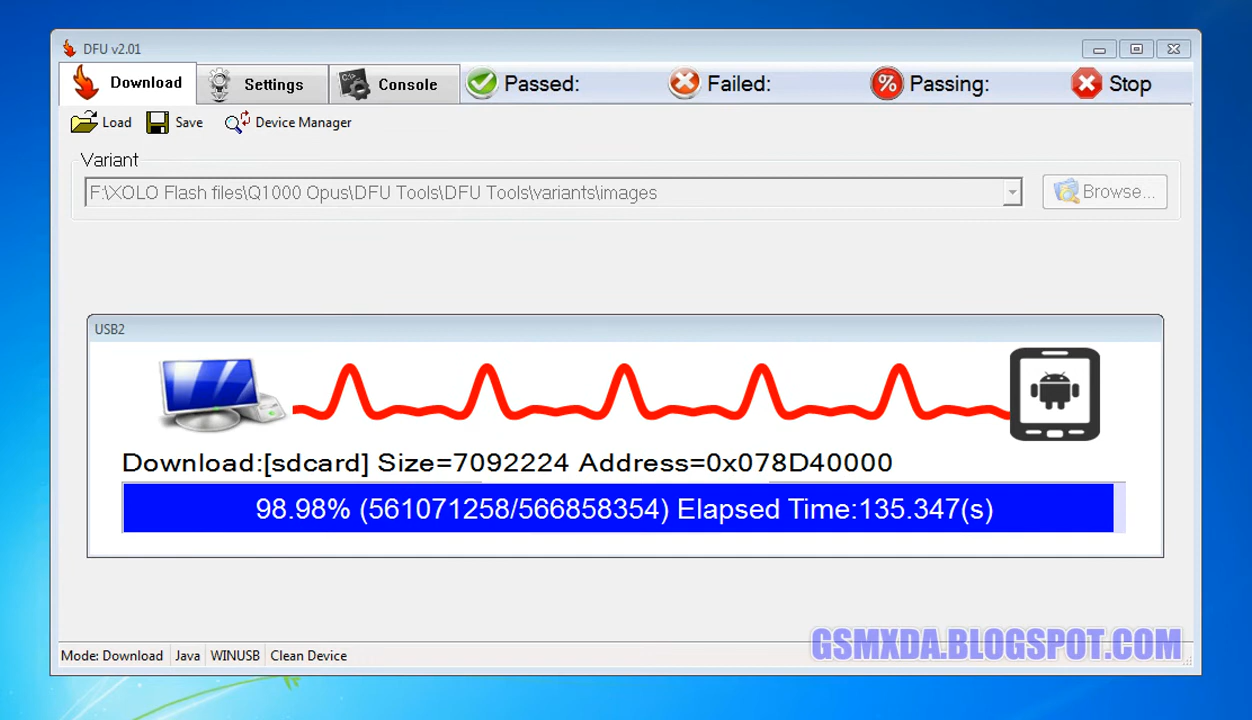 DFU v2.01
Download Settings Console Passed: Failed: Passing: Stop
Load Save Device Manager
Variant
F:\XOLO Flash files\Q1000 Opus\DFU Tools\DFU Tools\variants\images Browse...
USB2
Download:[sdcard] Size=7092224 Address=0x078D40000
98.98% (561071258/566858354) Elapsed Time:135.347(s)
GSMXDA.BLOGSPOT.COM
Mode: Download Java WINUSB Clean Device